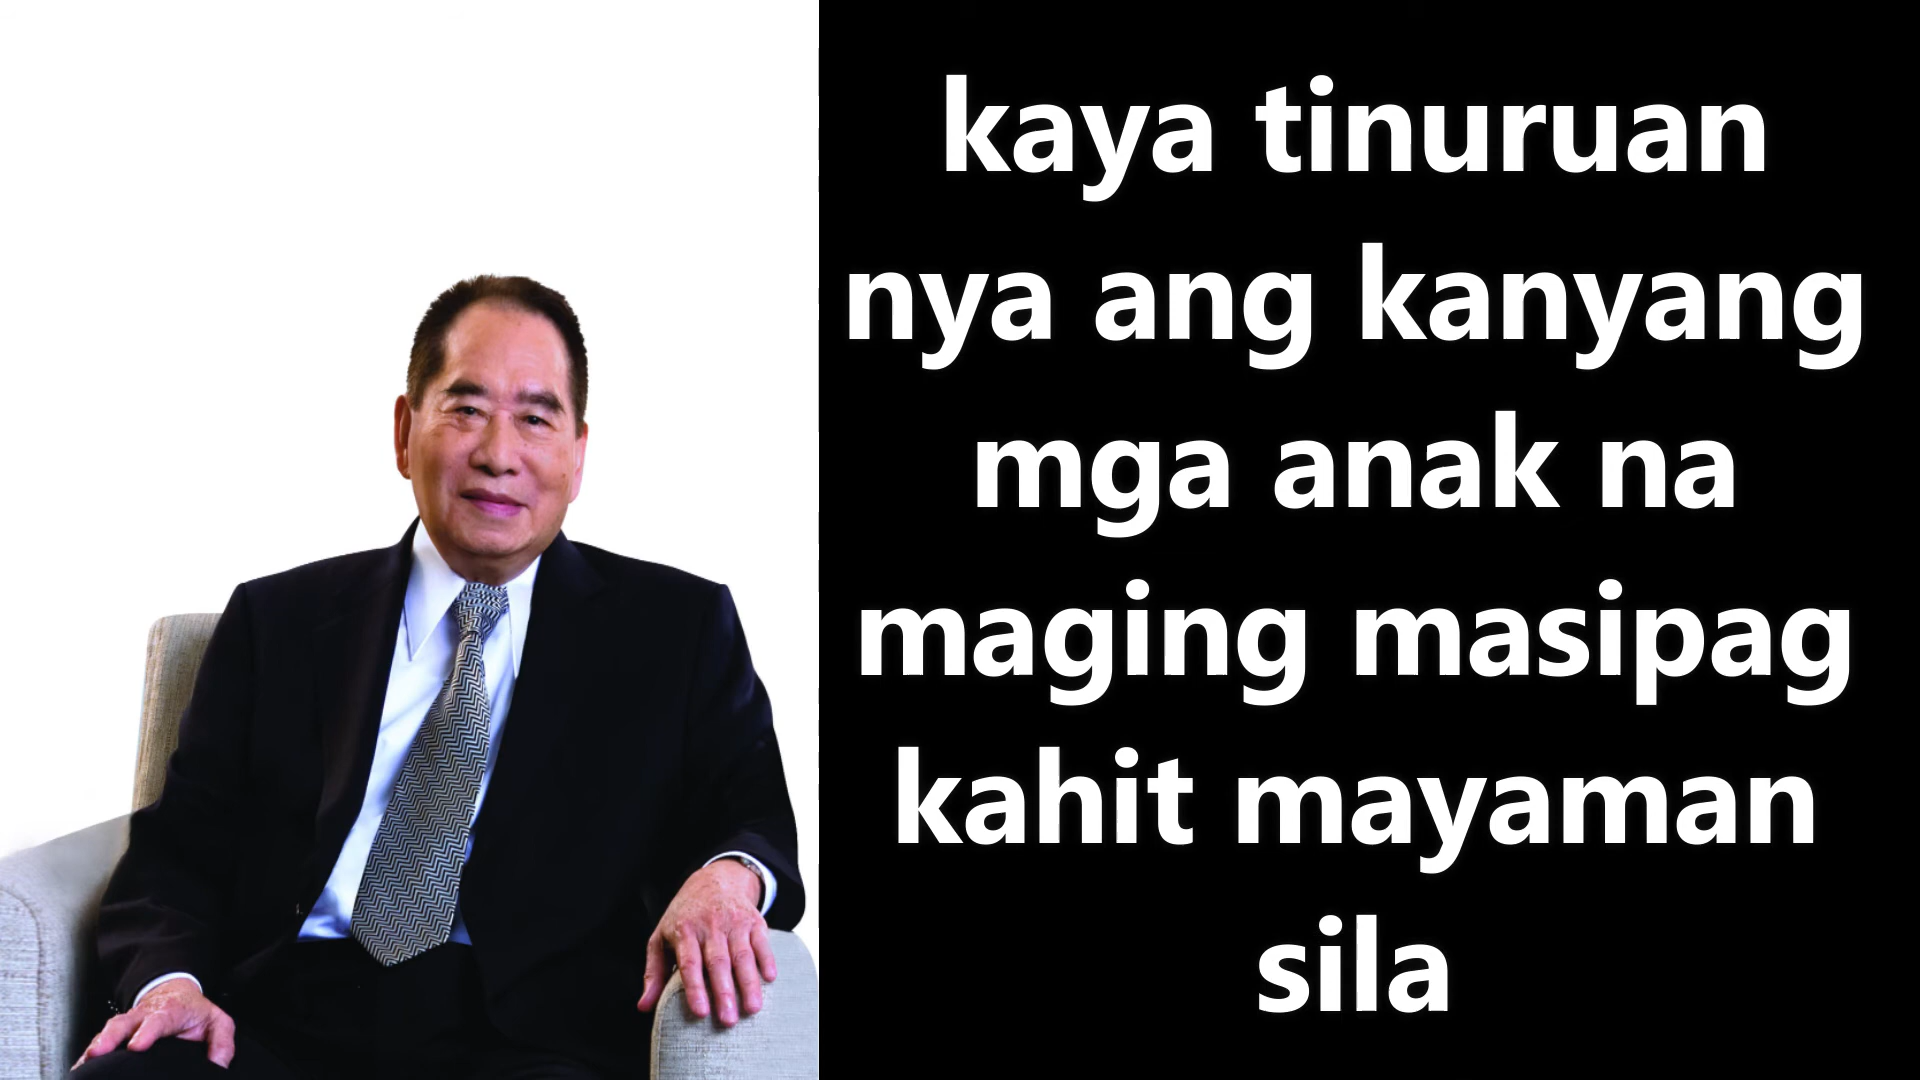 kaya tinuruan
nya ang kanyang
mga anak na
maging masipag
kahit mayaman
sila